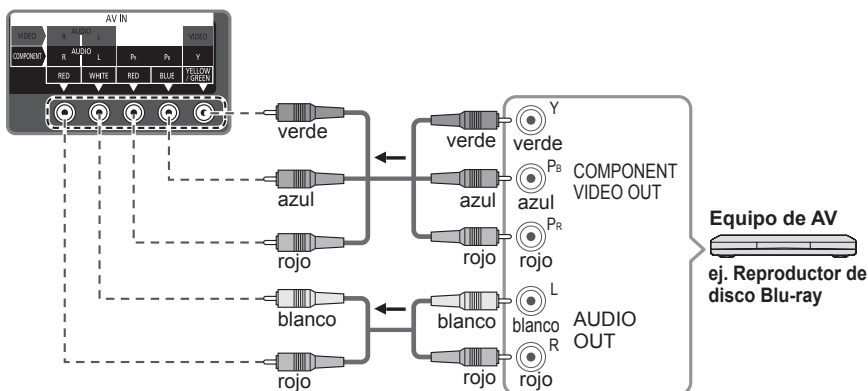 AV IN
VIDEO R AUDIO L VIDEO
COMPONENT R AUDIO L PR PB Y
RED WHITE RED BLUE YELLOW / GREEN
verde verde Y verde
azul azul PB azul
rojo rojo PR rojo
COMPONENT
VIDEO OUT
blanco blanco L blanco
rojo rojo R rojo
AUDIO
OUT
Equipo de AV
ej. Reproductor de
disco Blu-ray